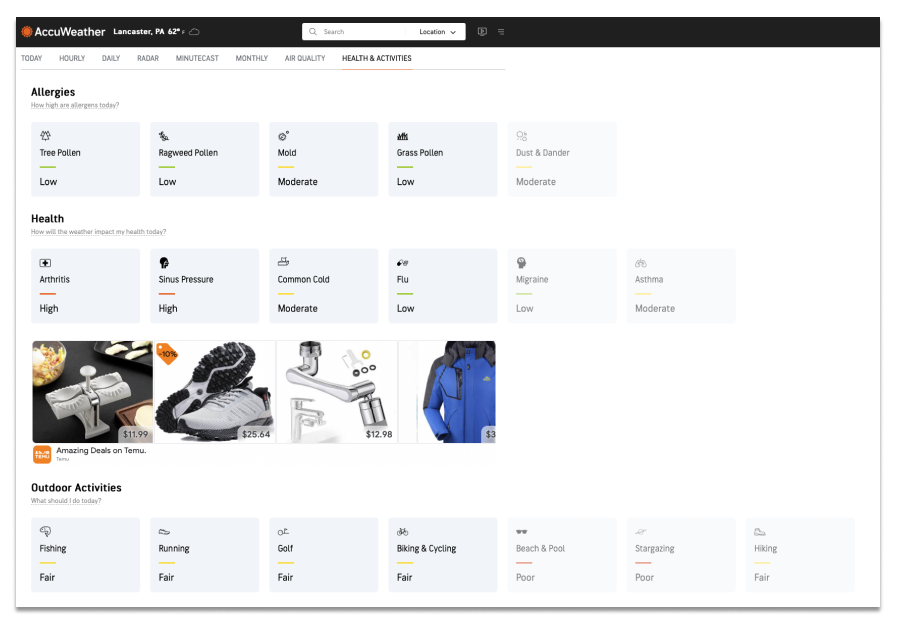 AccuWeather Lancaster, PA 62° F Search Location
TODAY HOURLY DAILY RADAR MINUTECAST MONTHLY AIR QUALITY HEALTH & ACTIVITIES
Allergies
How high are allergens today?
Tree Pollen Ragweed Pollen Mold Grass Pollen Dust & Dander
Low Low Moderate Low Moderate
Health
How will the weather impact my health today?
Arthritis Sinus Pressure Common Cold Flu Migraine Asthma
High High Moderate Low Low Moderate
-10%
$11.99 $25.64 $12.98 $3
TEMU
Amazing Deals on Temu.
Temu
Outdoor Activities
What should I do today?
Fishing Running Golf Biking & Cycling Beach & Pool Stargazing Hiking
Fair Fair Fair Fair Poor Poor Fair